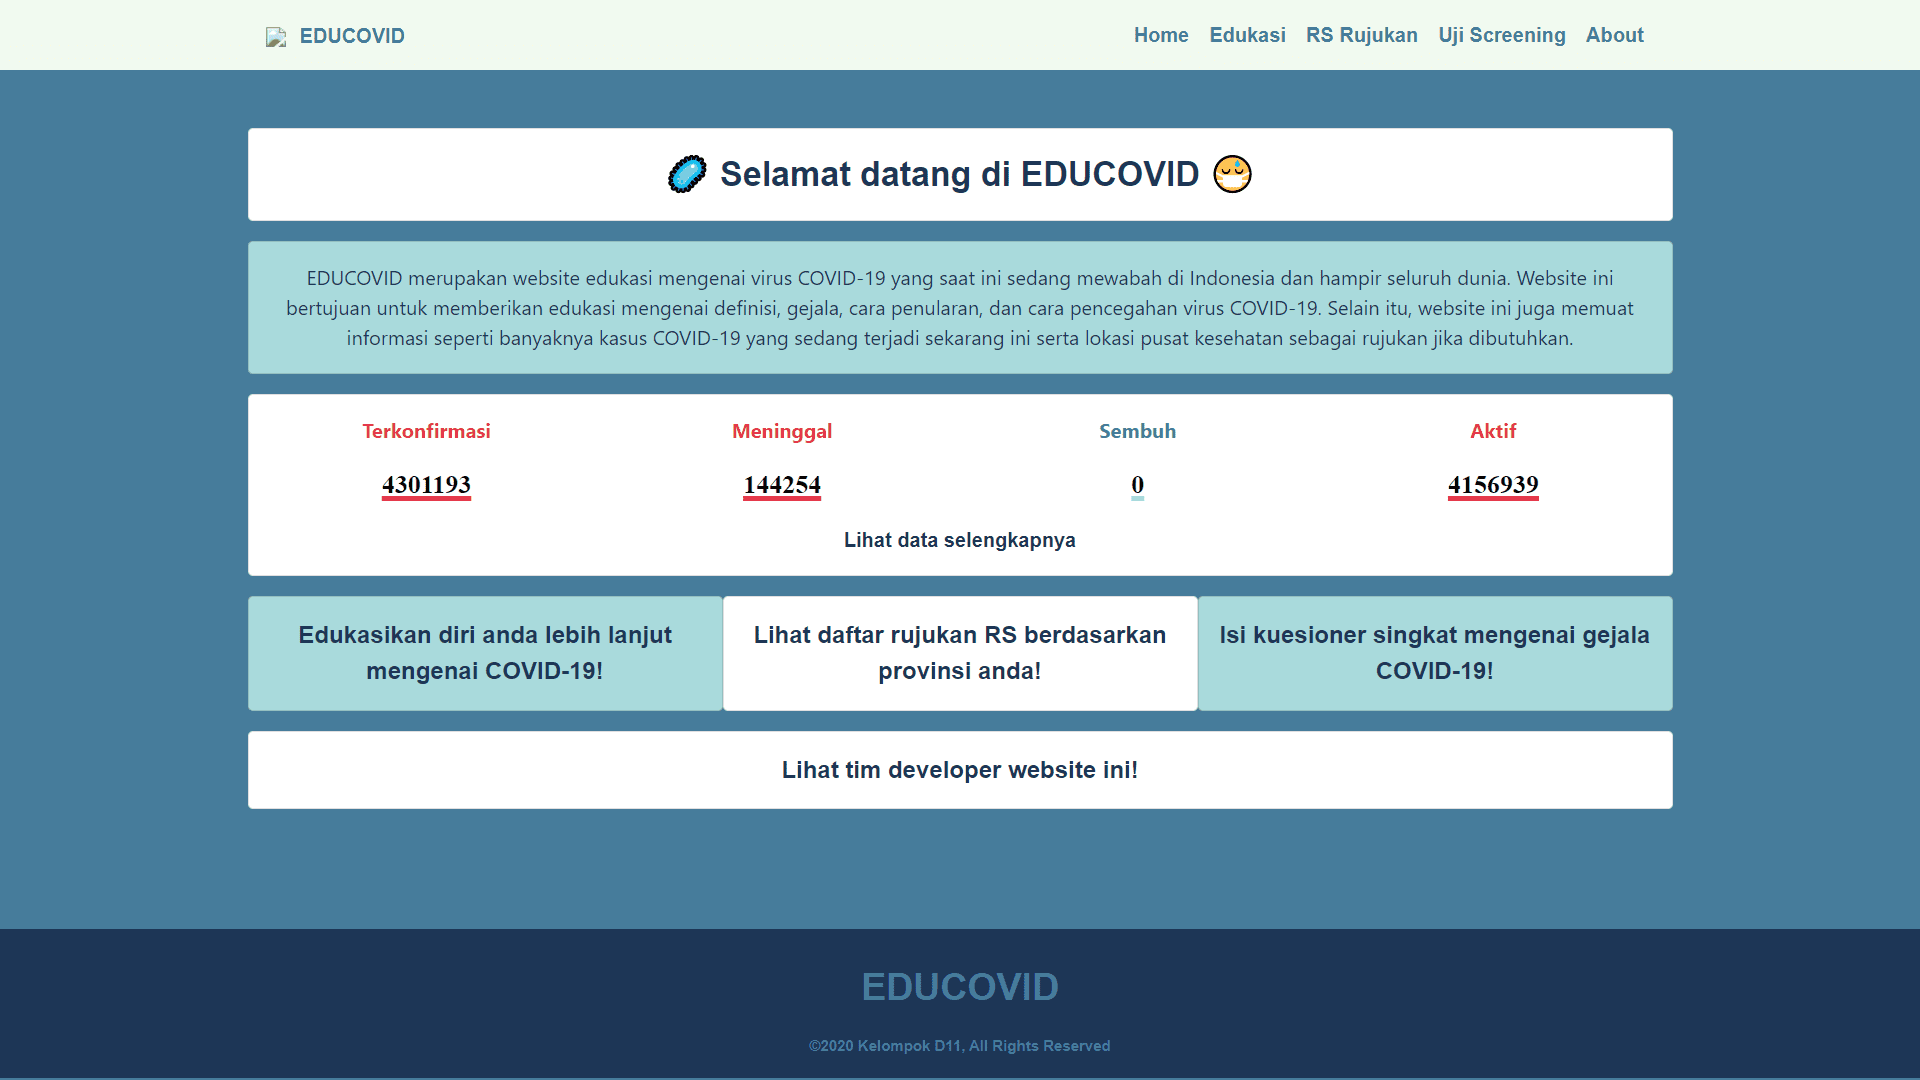 EDUCOVID
Home Edukasi RS Rujukan Uji Screening About
Selamat datang di EDUCOVID
EDUCOVID merupakan website edukasi mengenai virus COVID-19 yang saat ini sedang mewabah di Indonesia dan hampir seluruh dunia. Website ini
bertujuan untuk memberikan edukasi mengenai definisi, gejala, cara penularan, dan cara pencegahan virus COVID-19. Selain itu, website ini juga memuat
informasi seperti banyaknya kasus COVID-19 yang sedang terjadi sekarang ini serta lokasi pusat kesehatan sebagai rujukan jika dibutuhkan.
Terkonfirmasi Meninggal Sembuh Aktif
4301193 144254 0 4156939
Lihat data selengkapnya
Edukasikan diri anda lebih lanjut
mengenai COVID-19!
Lihat daftar rujukan RS berdasarkan
provinsi anda!
Isi kuesioner singkat mengenai gejala
COVID-19!
Lihat tim developer website ini!
EDUCOVID
©2020 Kelompok D11, All Rights Reserved